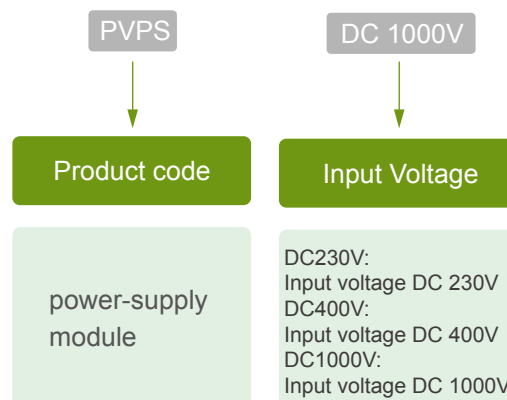 PVPS
DC 1000V
Product code
Input Voltage
power-supply
module
DC230V:
Input voltage DC 230V
DC400V:
Input voltage DC 400V
DC1000V:
Input voltage DC 1000V